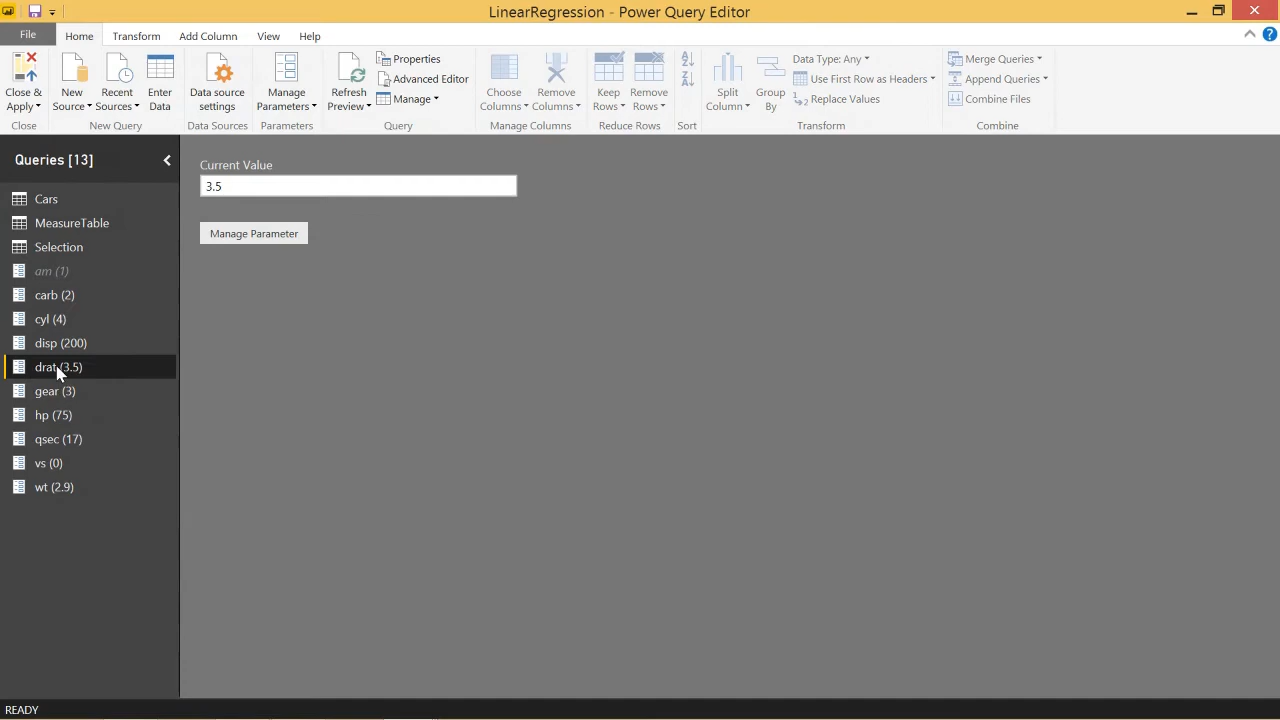 LinearRegression - Power Query Editor
File
Home
Transform
Add Column
View
Help
Close &
Apply
Close
New
Source
Recent
Sources
Enter
Data
New Query
Data source
settings
Data Sources
Manage
Parameters
Parameters
Refresh
Preview
Properties
Advanced Editor
Manage
Query
Choose
Columns
Remove
Columns
Manage Columns
Keep
Rows
Remove
Rows
Reduce Rows
Sort
Split
Column
Group
By
Data Type: Any
Use First Row as Headers
Replace Values
Transform
Merge Queries
Append Queries
Combine Files
Combine
Queries [13]
Cars
MeasureTable
Selection
am (1)
carb (2)
cyl (4)
disp (200)
drat (3.5)
gear (3)
hp (75)
qsec (17)
vs (0)
wt (2.9)
Current Value
3.5
Manage Parameter
READY